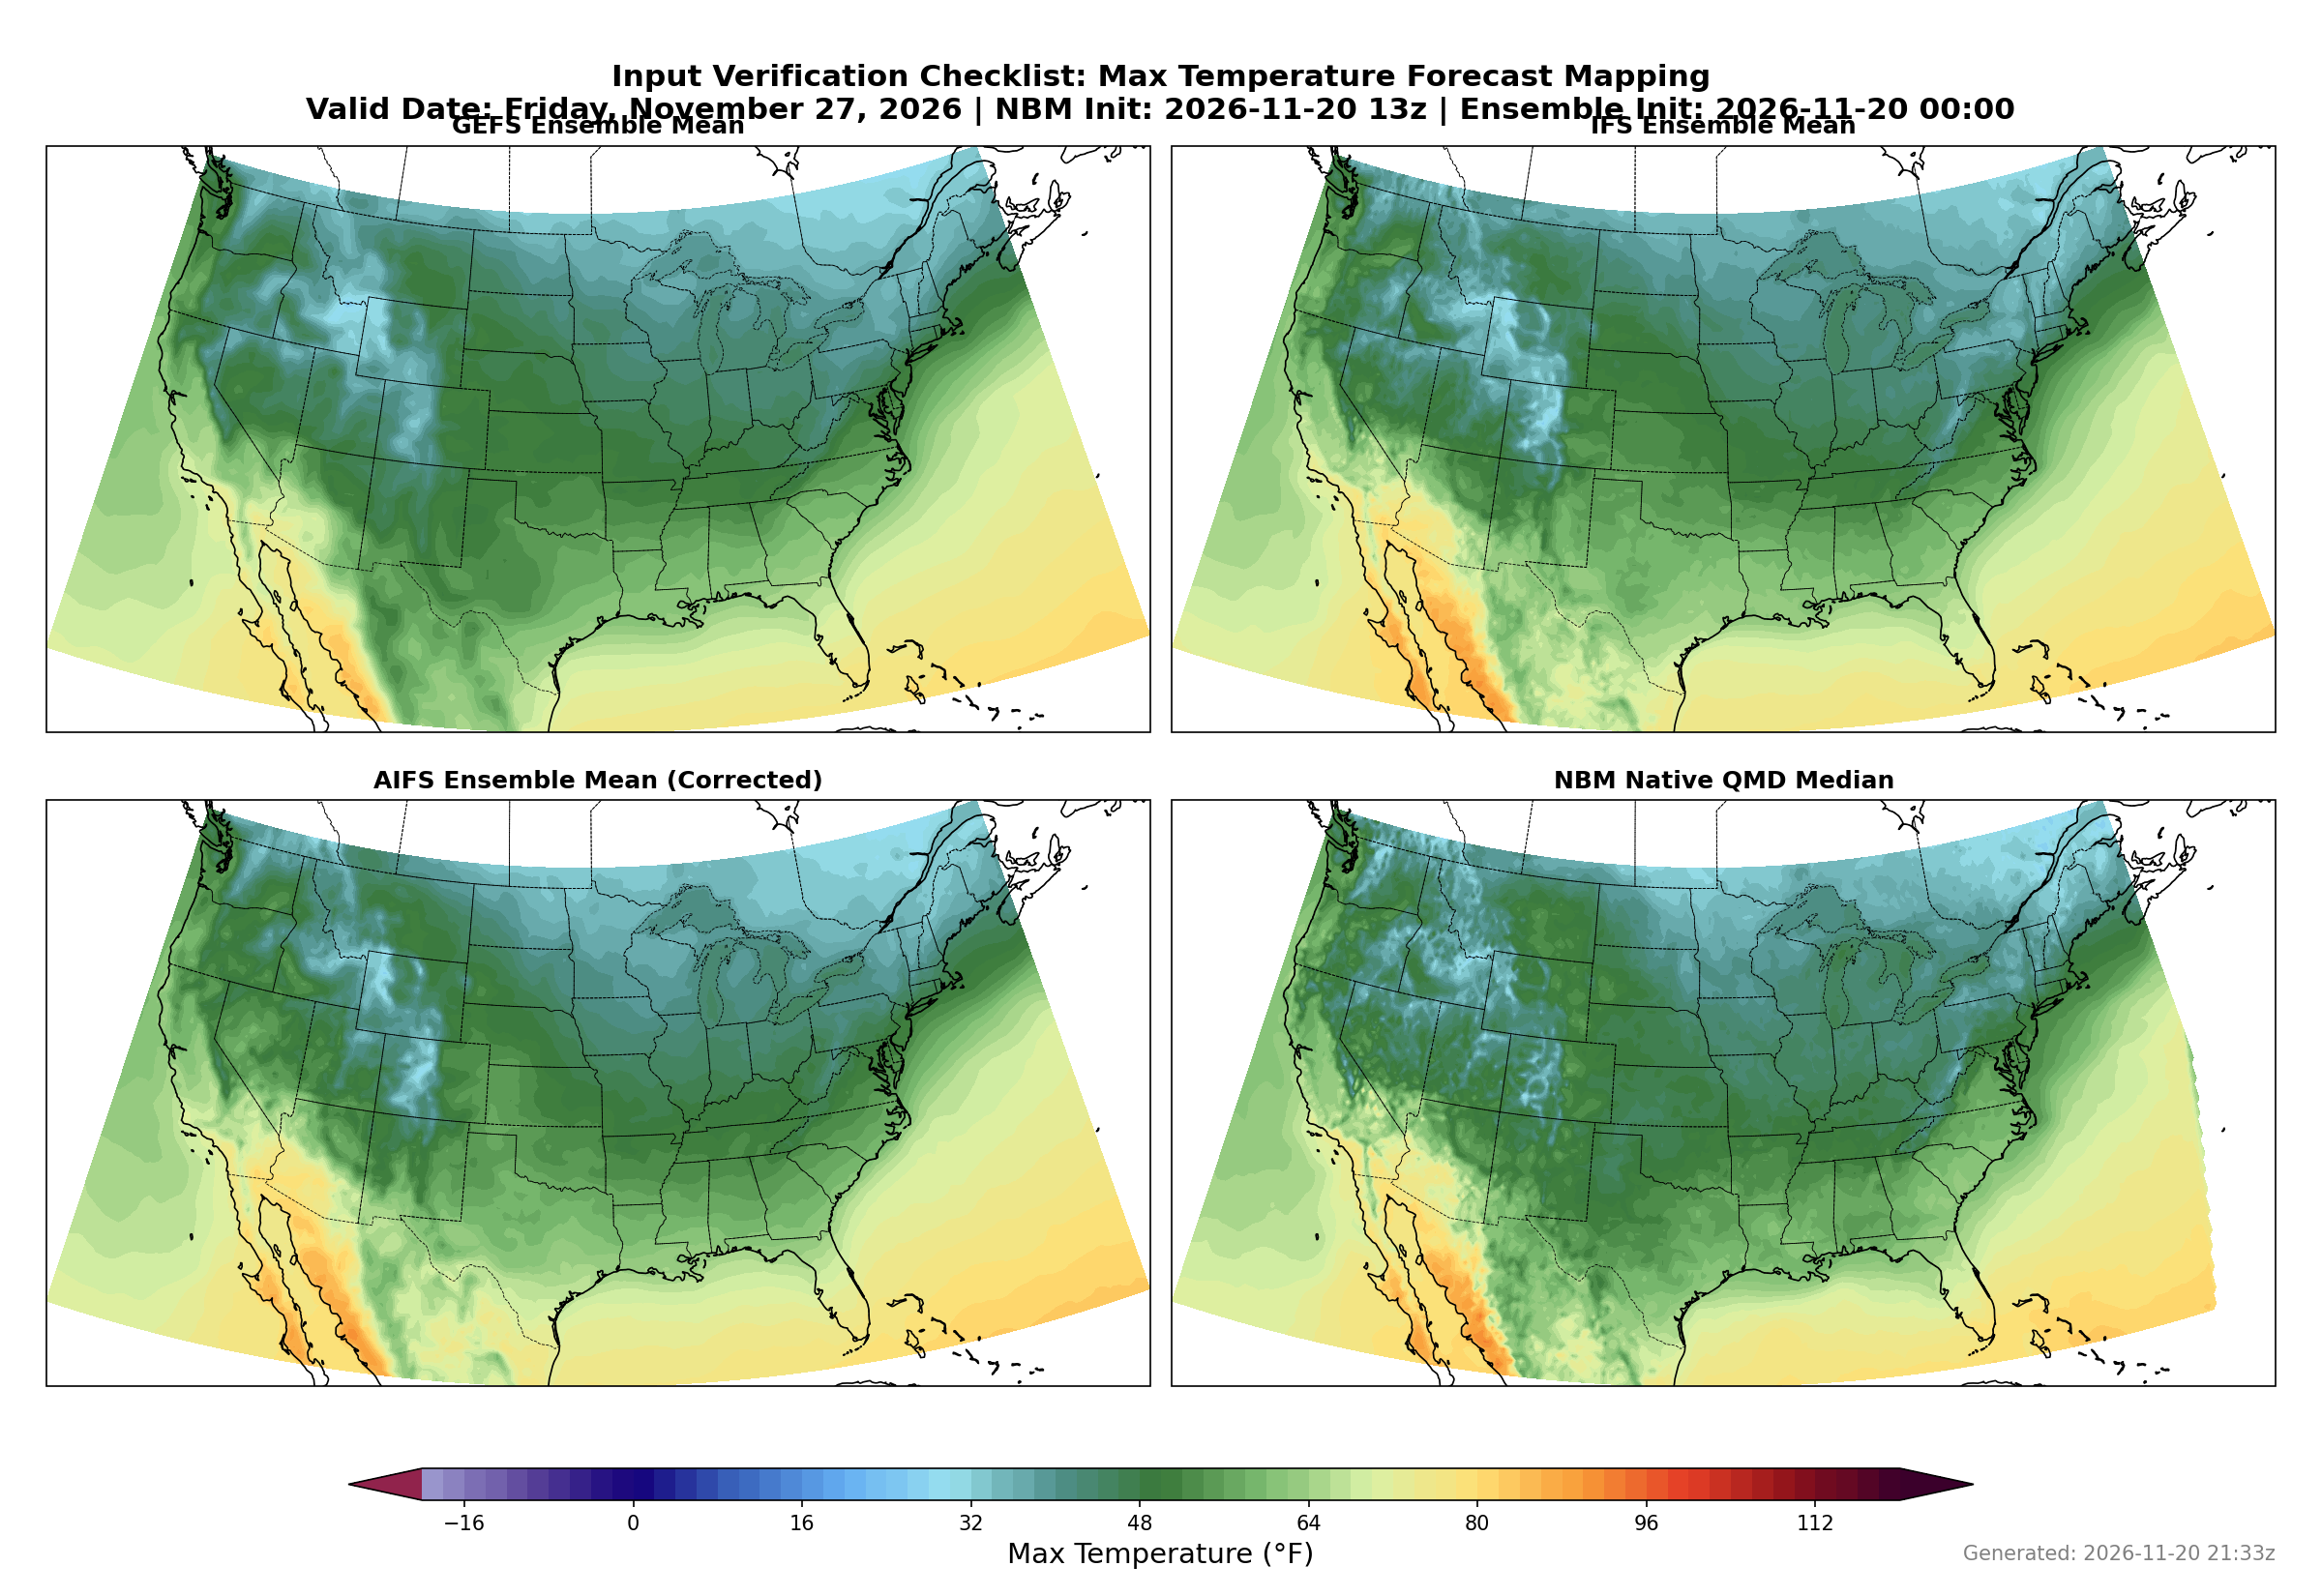 Input Verification Checklist: Max Temperature Forecast Mapping
Valid Date: Friday, November 27, 2026 | NBM Init: 2026-11-20 13z | Ensemble Init: 2026-11-20 00:00
GEFS Ensemble Mean
IFS Ensemble Mean
AIFS Ensemble Mean (Corrected)
NBM Native QMD Median
−16 0 16 32 48 64 80 96 112
Max Temperature (°F)
Generated: 2026-11-20 21:33z